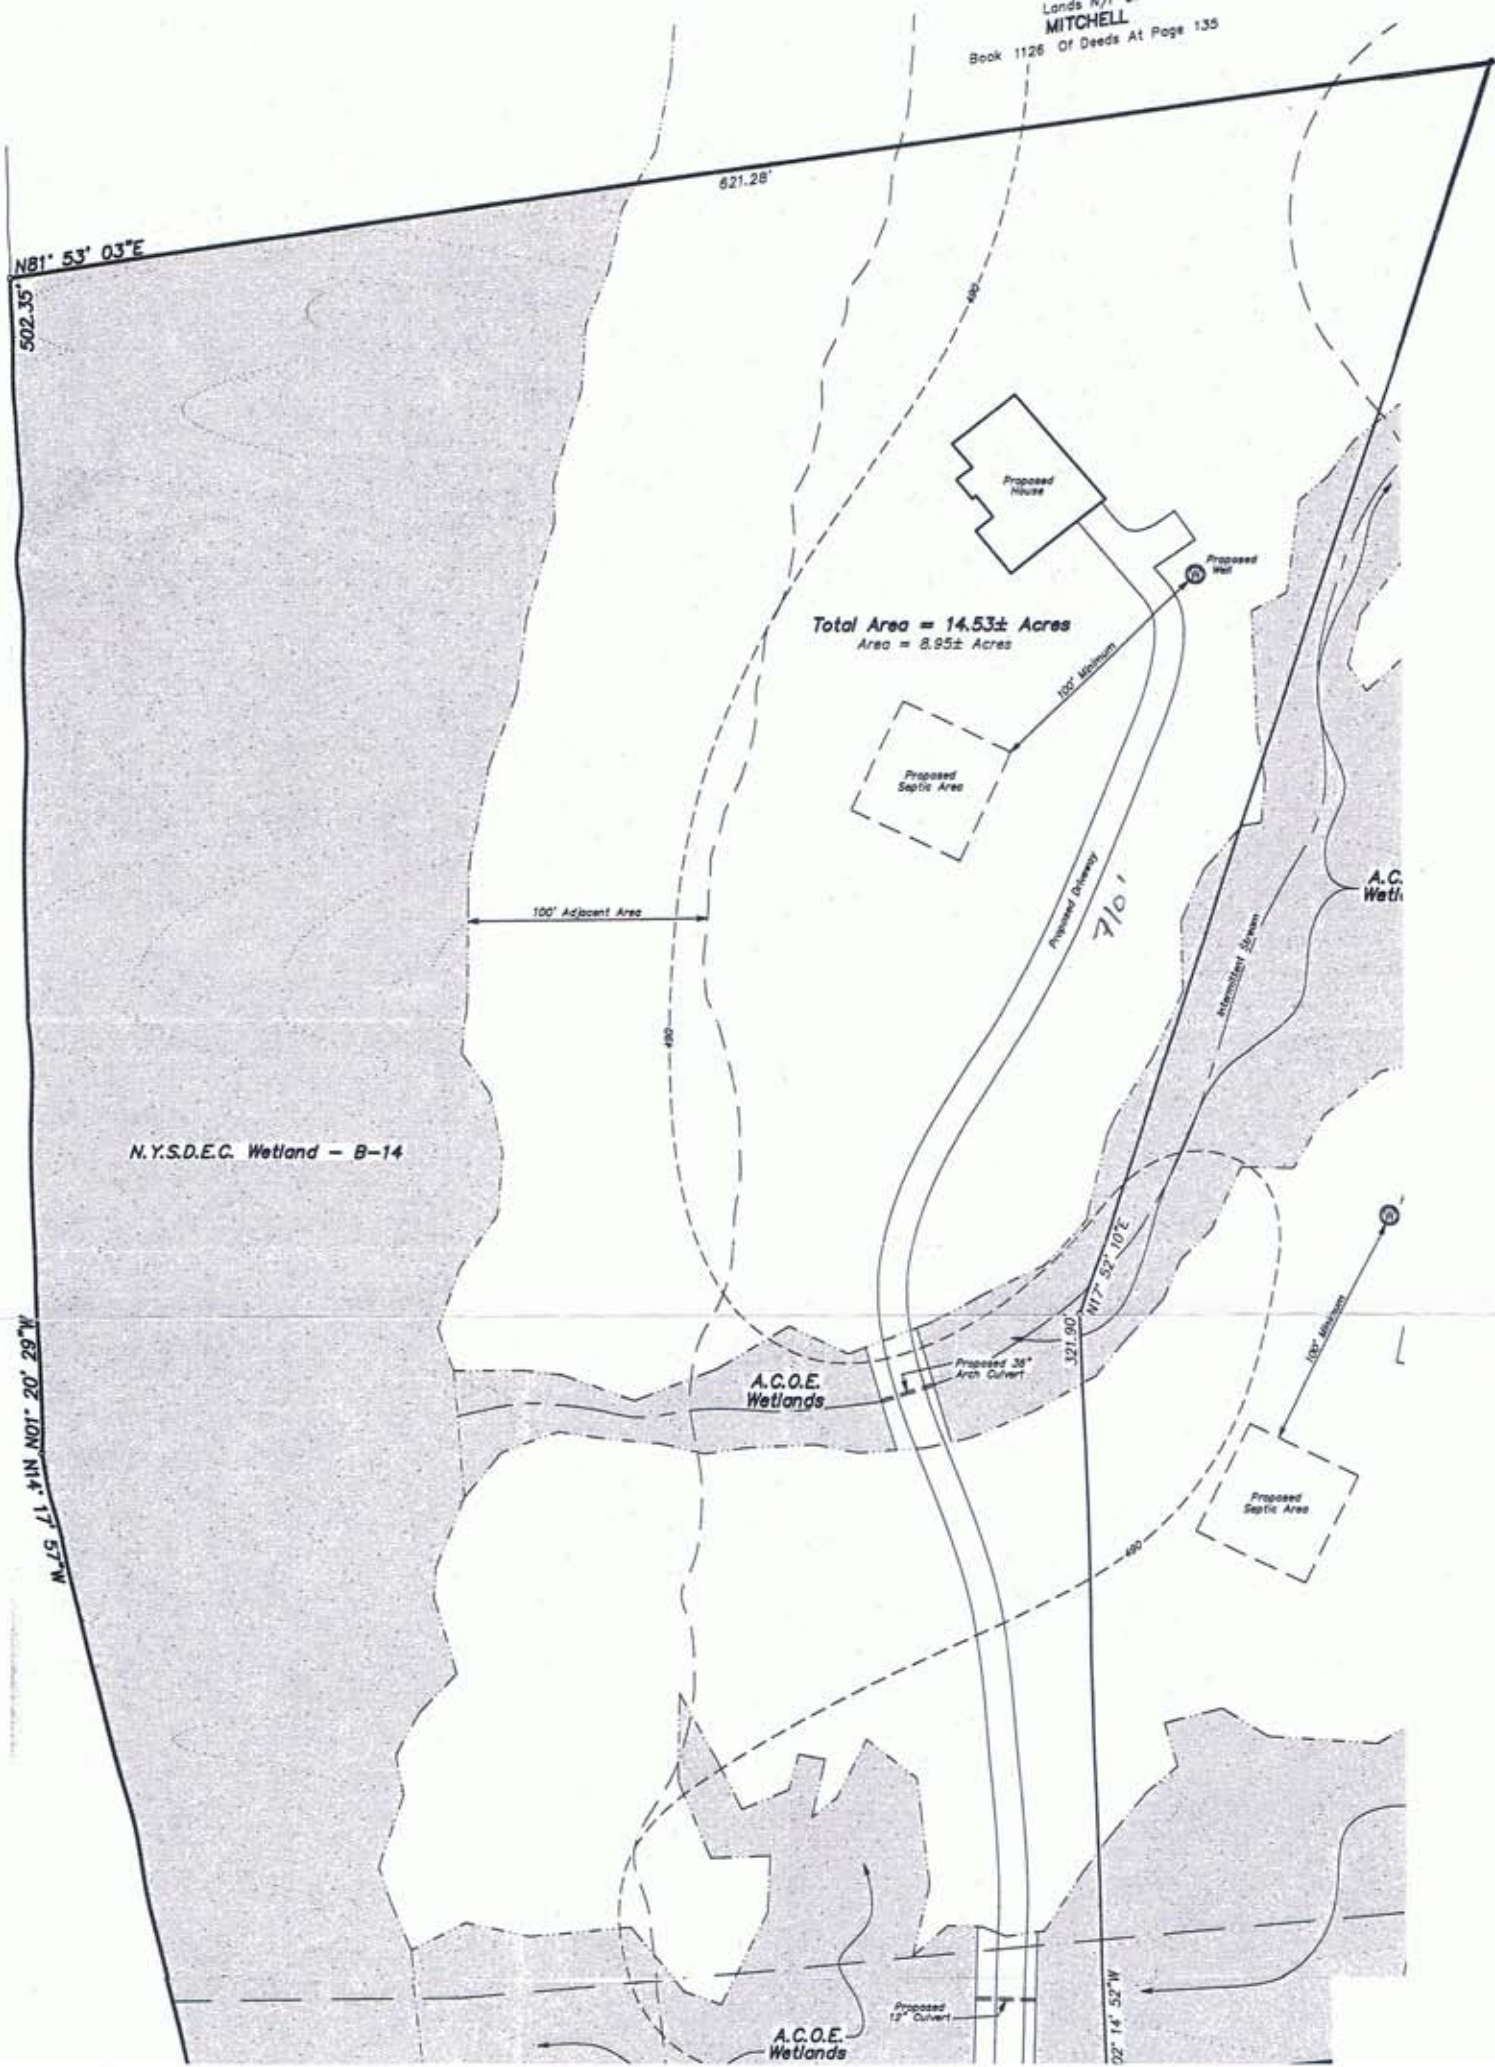 Lands N/F
MITCHELL
Book 1126 Of Deeds At Page 135
621.28'
N81° 53' 03"E
502.35'
490
Proposed
House
Proposed
Well
Total Area = 14.53± Acres
Area = 8.95± Acres
100' Minimum
Proposed
Septic Area
Proposed Driveway
710'
100' Adjacent Area
A.C.
Wetl
Intermittent Stream
490
N.Y.S.D.E.C. Wetland - B-14
N17° 52' 10"E
321.90'
100' Minimum
Proposed 36"
Arch Culvert
A.C.O.E.
Wetlands
20' 29"W
N14° 17' 57"W
Proposed
Septic Area
490
02° 14' 52"W
Proposed
12" Culvert
A.C.O.E.
Wetlands